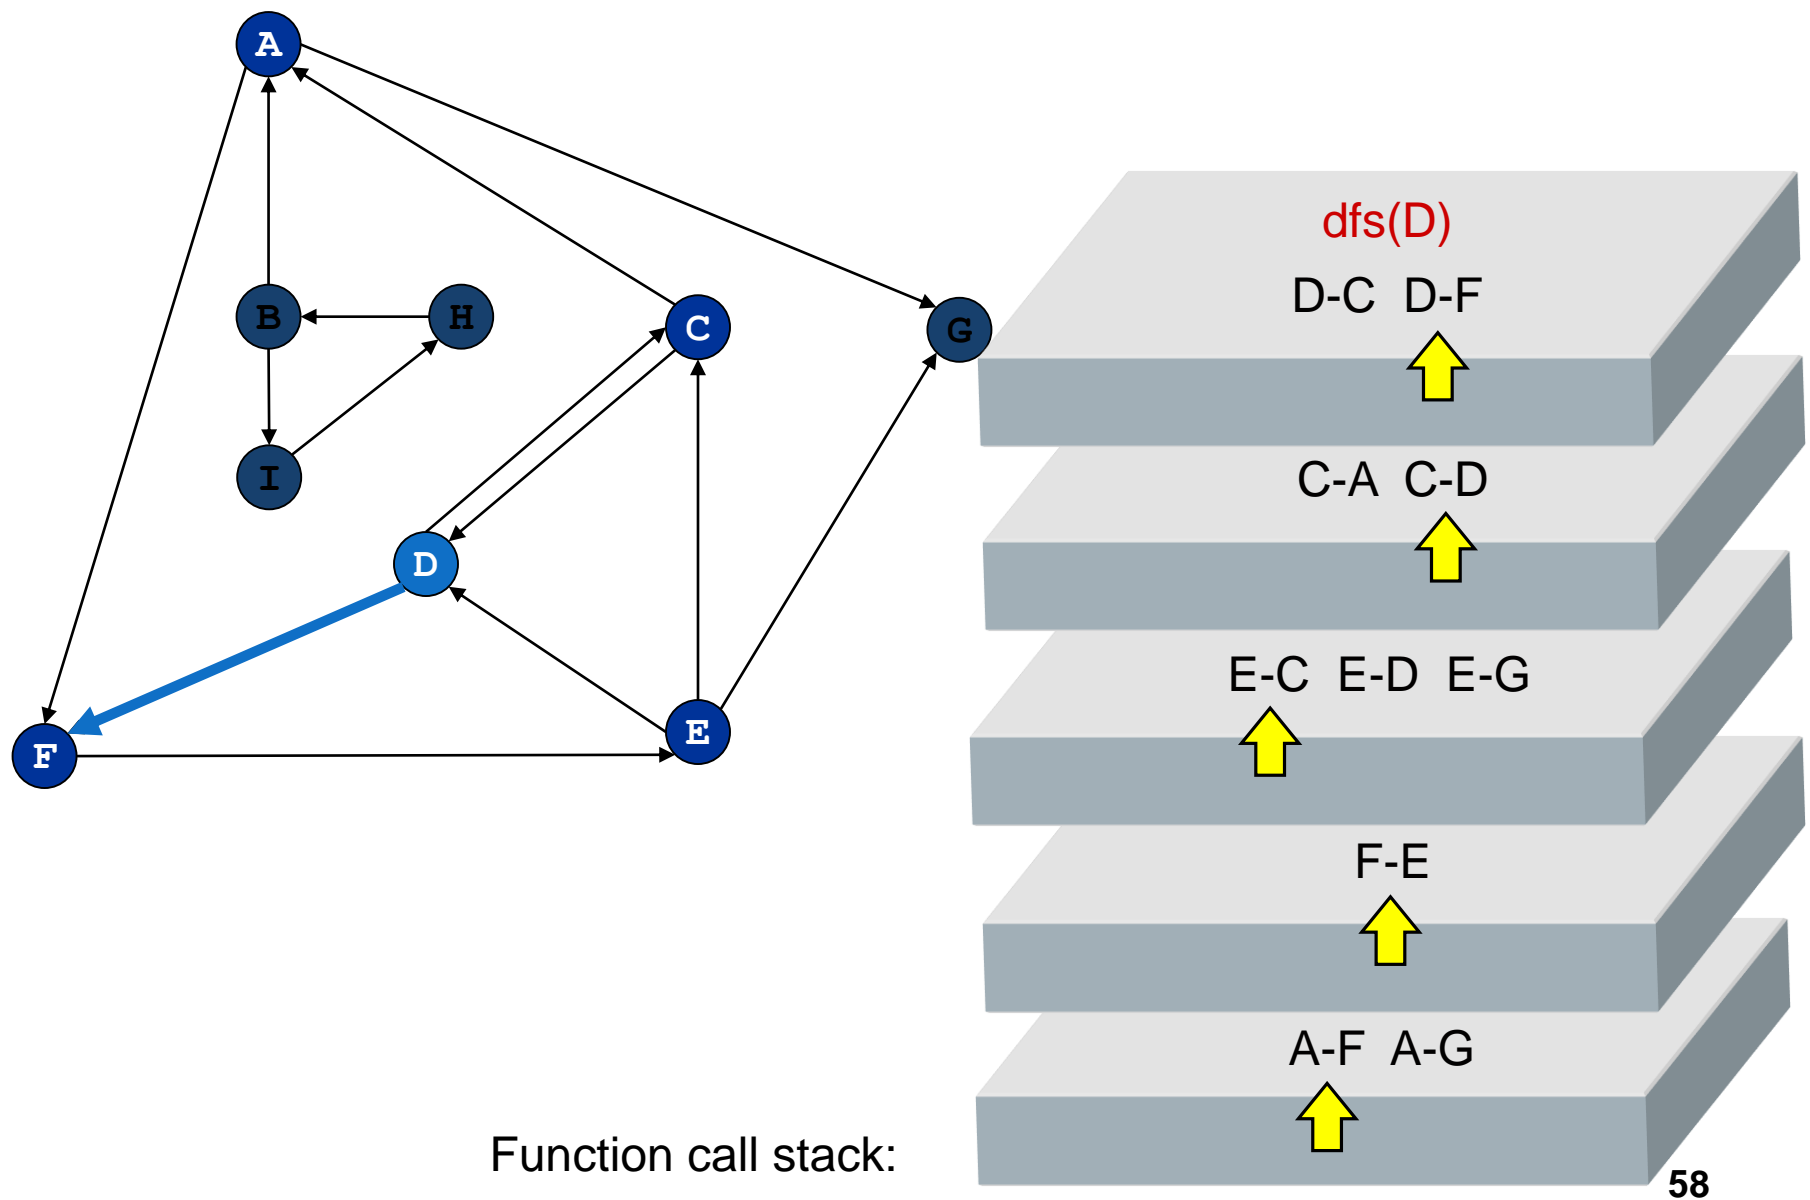 A
B
H
C
G
I
D
E
F
dfs(D)
D-C D-F
C-A C-D
E-C E-D E-G
F-E
A-F A-G
Function call stack:
58